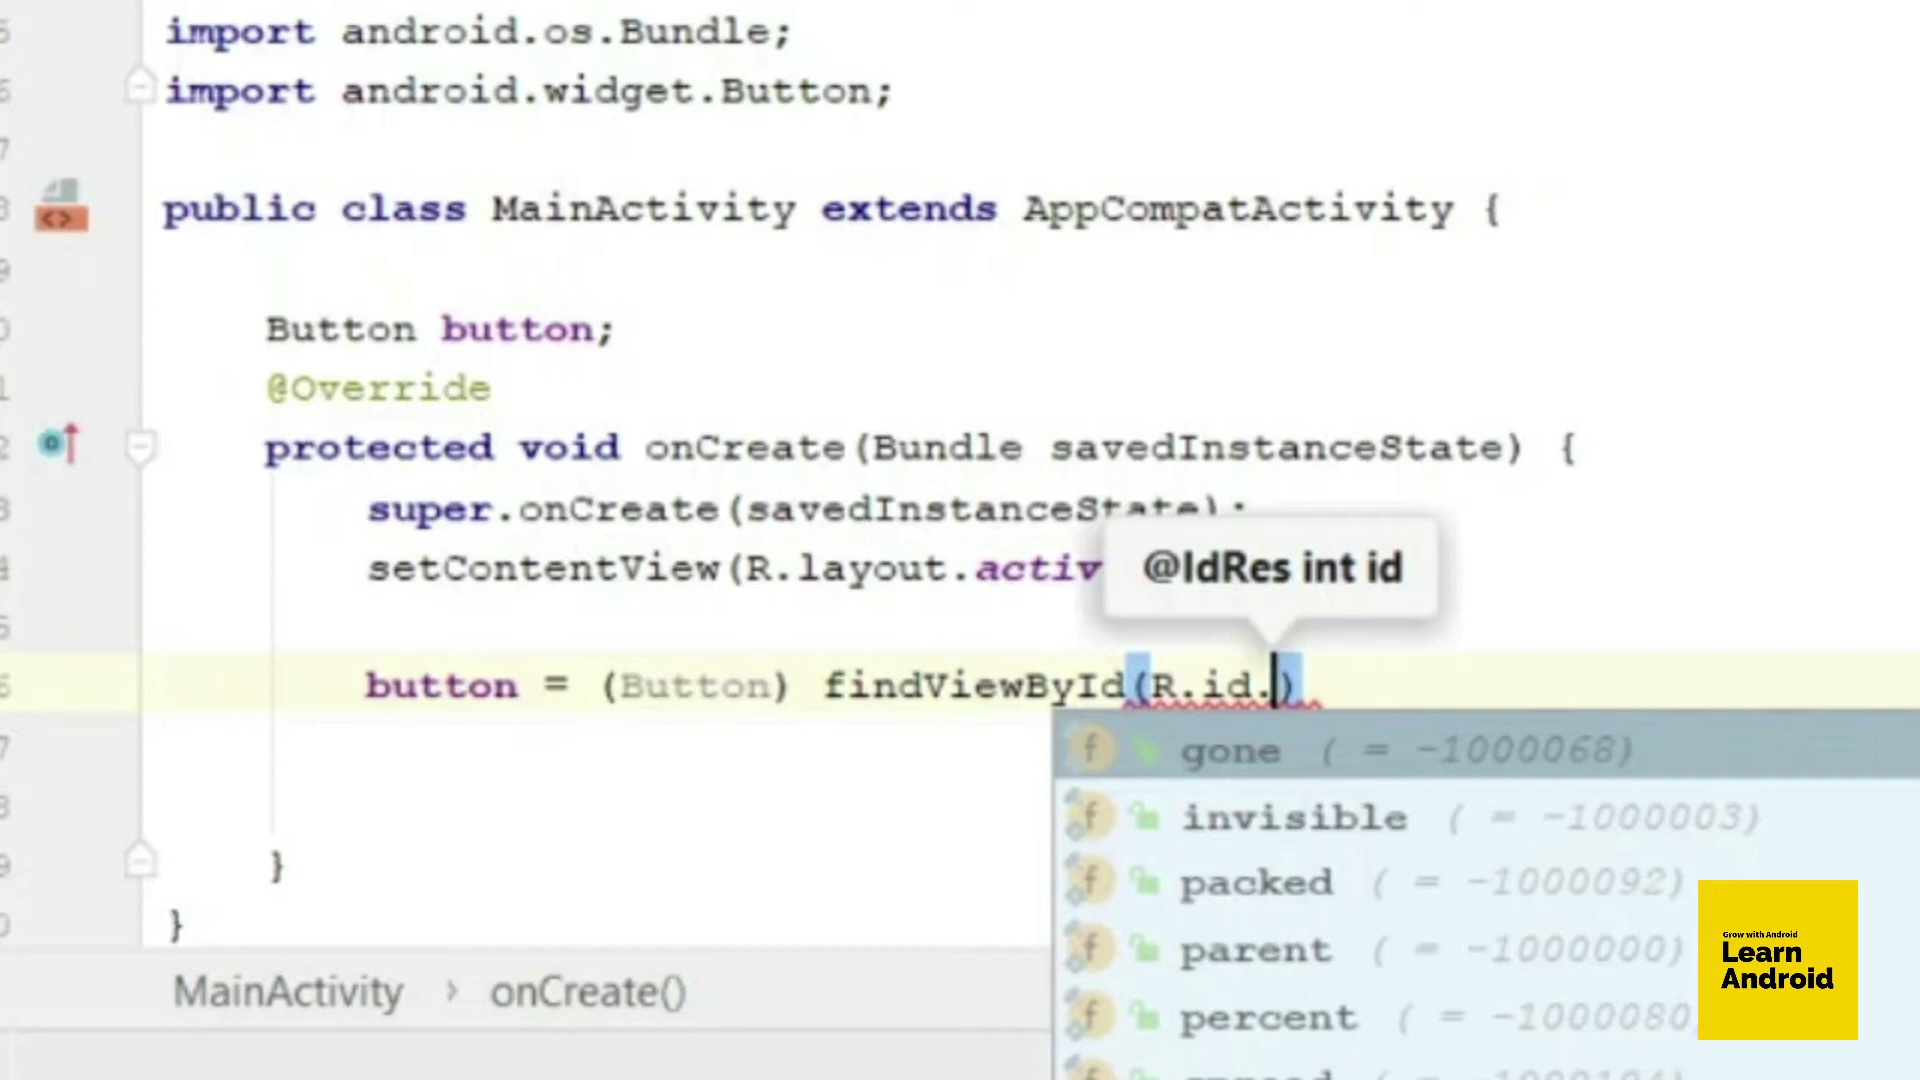 import android.os.Bundle;
import android.widget.Button;
public class MainActivity extends AppCompatActivity {
Button button;
@Override
protected void onCreate(Bundle savedInstanceState) {
super.onCreate(savedInstanceState);
setContentView(R.layout.activ
@IdRes int id
button = (Button) findViewById(R.id.)
gone ( = -1000068)
invisible ( = -1000003)
packed ( = -1000092)
parent ( = -1000000)
percent ( = -1000080
}
}
MainActivity › onCreate()
Grow with Android
Learn
Android